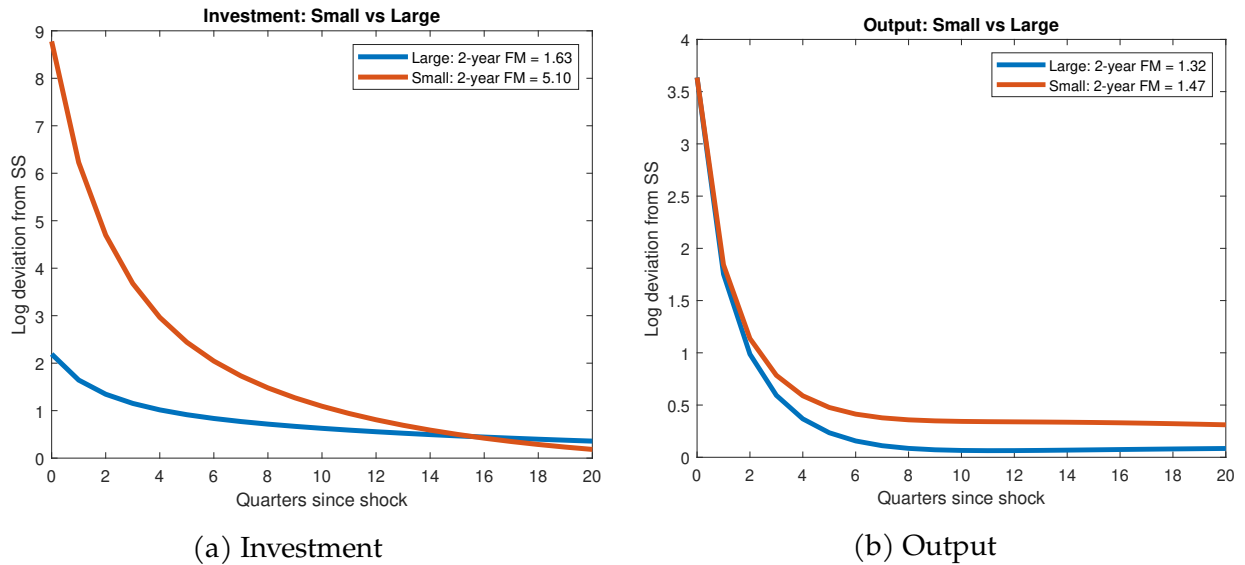 Investment: Small vs Large
Large: 2-year FM = 1.63
Small: 2-year FM = 5.10
Log deviation from SS
9
8
7
6
5
4
3
2
1
0
0 2 4 6 8 10 12 14 16 18 20
Quarters since shock
(a) Investment
Output: Small vs Large
Large: 2-year FM = 1.32
Small: 2-year FM = 1.47
Log deviation from SS
4
3.5
3
2.5
2
1.5
1
0.5
0
0 2 4 6 8 10 12 14 16 18 20
Quarters since shock
(b) Output